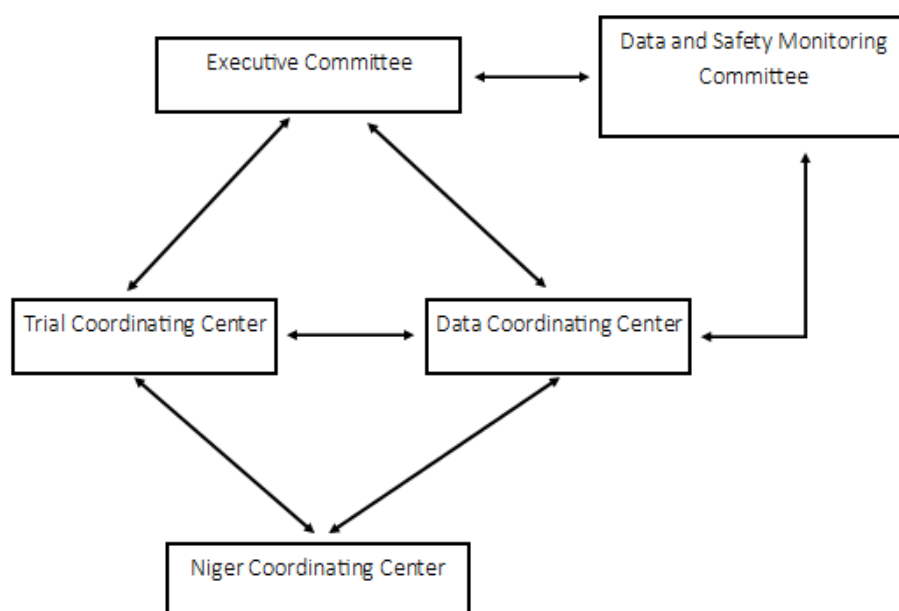 Executive Committee
Data and Safety Monitoring
Committee
Trial Coordinating Center
Data Coordinating Center
Niger Coordinating Center